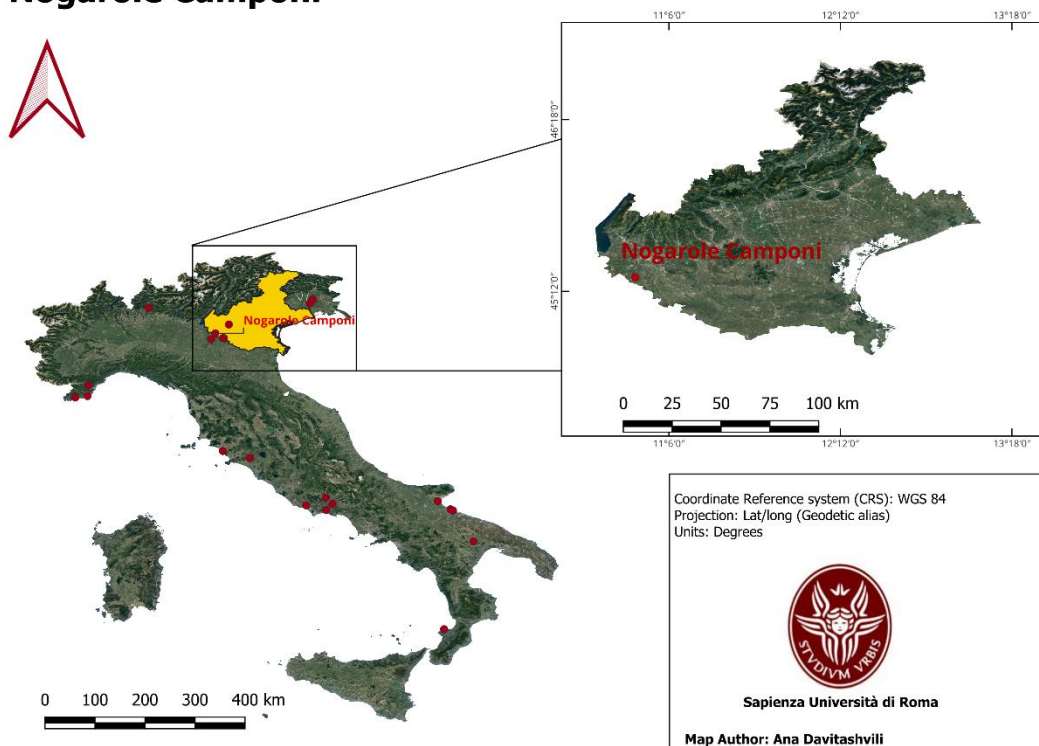 Nogarole Camponi
11°6'0"
12°12'0"
13°18'0"
46°18'0"
45°12'0"
Nogarole Camponi
0 25 50 75 100 km
11°6'0"
12°12'0"
13°18'0"
Nogarole Camponi
0 100 200 300 400 km
Coordinate Reference system (CRS): WGS 84
Projection: Lat/long (Geodetic alias)
Units: Degrees
STVDIVM VRBIS
Sapienza Università di Roma
Map Author: Ana Davitashvili